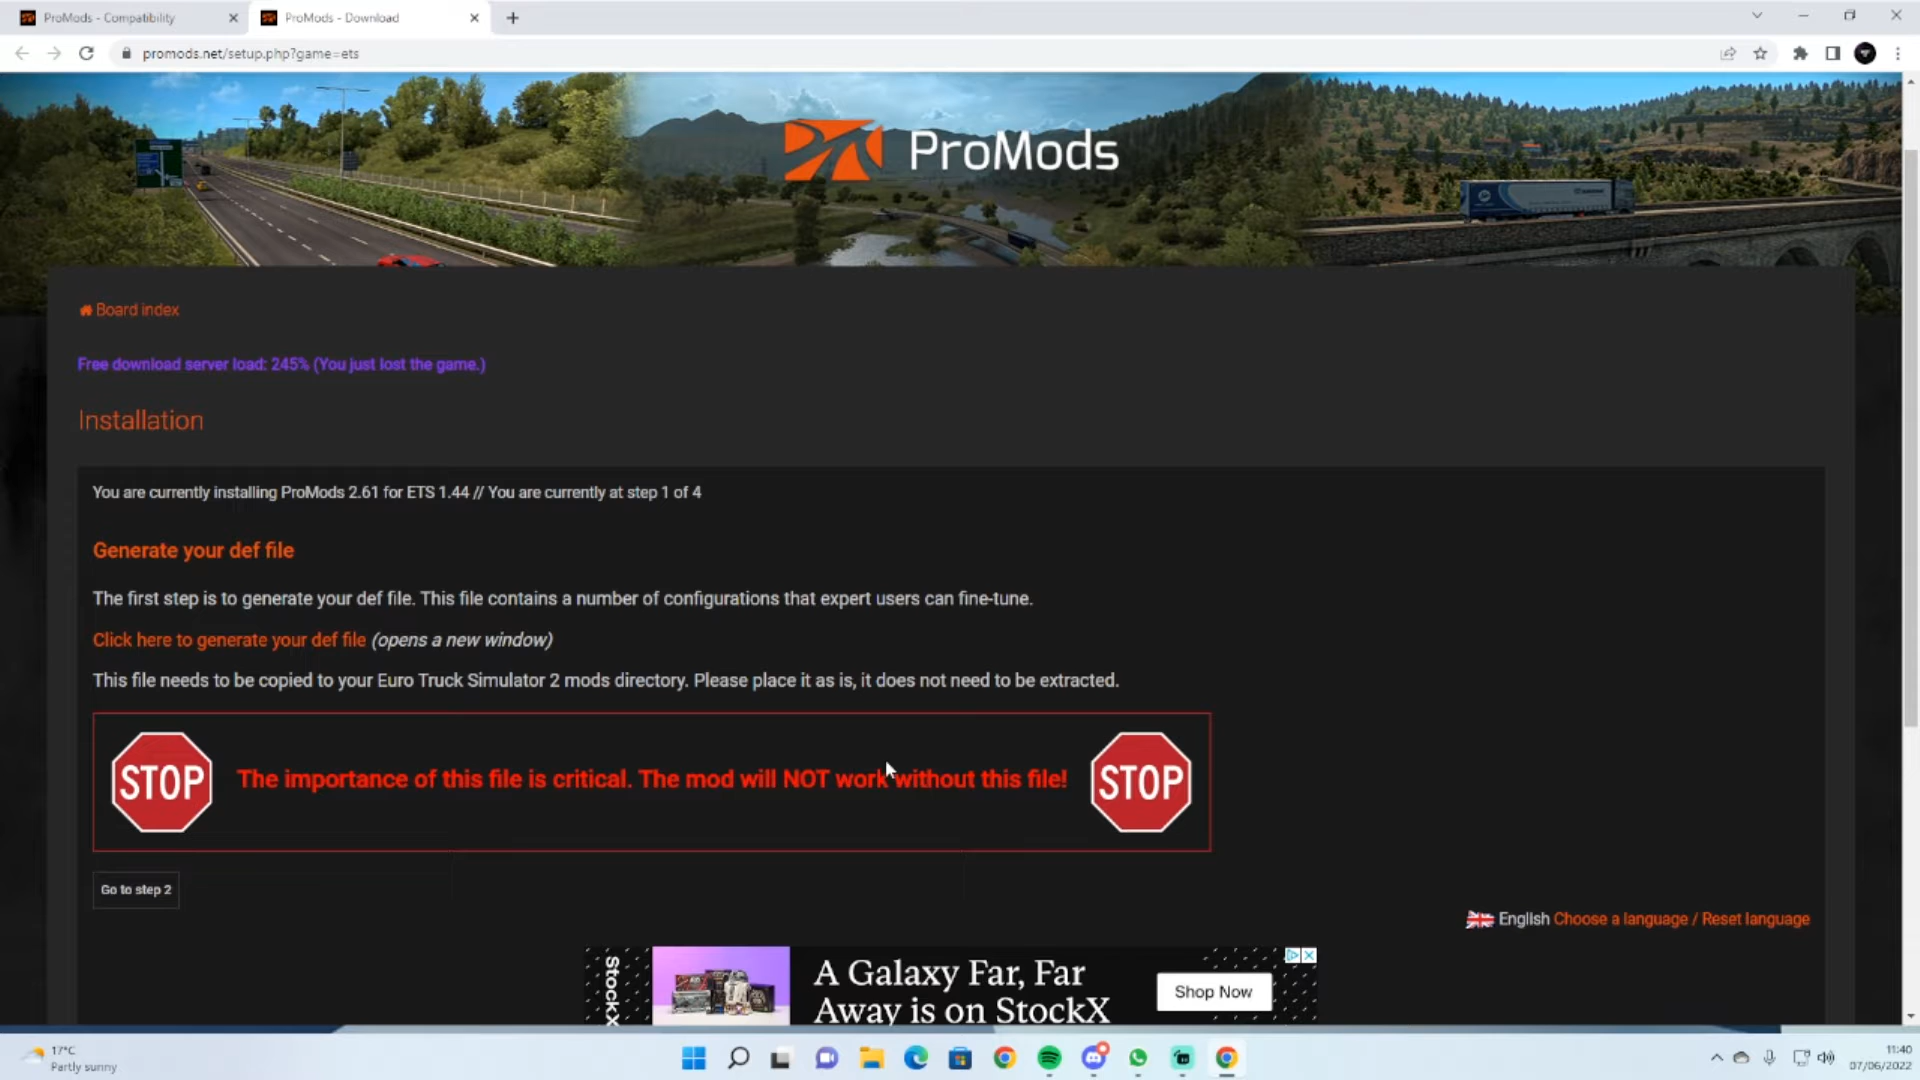 ProMods - Compatibility
ProMods - Download
promods.net/setup.php?game=ets
ProMods
Board index
Free download server load: 245% (You just lost the game.)
Installation
You are currently installing ProMods 2.61 for ETS 1.44 // You are currently at step 1 of 4
Generate your def file
The first step is to generate your def file. This file contains a number of configurations that expert users can fine-tune.
Click here to generate your def file (opens a new window)
This file needs to be copied to your Euro Truck Simulator 2 mods directory. Please place it as is, it does not need to be extracted.
STOP The importance of this file is critical. The mod will NOT work without this file! STOP
Go to step 2
English Choose a language / Reset language
StockX
A Galaxy Far, Far
Away is on StockX
Shop Now
17°C
Partly sunny
11:40
07/06/2022